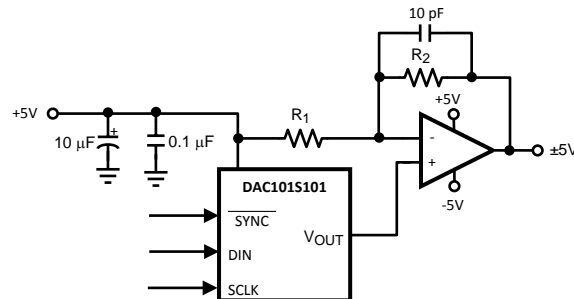 10 pF
R2
+5V
R1
+5V
10 μF
+
0.1 μF
-
±5V
+
DAC101S101
-5V
SYNC
VOUT
DIN
SCLK